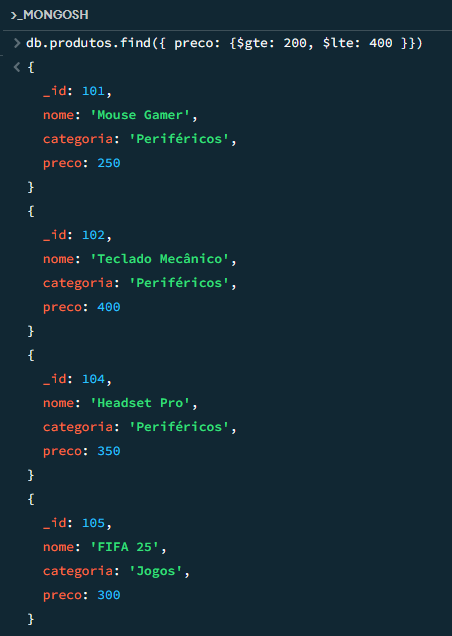 >_MONGOSH
> db.produtos.find({ preco: {$gte: 200, $lte: 400 }})
< {
_id: 101,
nome: 'Mouse Gamer',
categoria: 'Periféricos',
preco: 250
}
{
_id: 102,
nome: 'Teclado Mecânico',
categoria: 'Periféricos',
preco: 400
}
{
_id: 104,
nome: 'Headset Pro',
categoria: 'Periféricos',
preco: 350
}
{
_id: 105,
nome: 'FIFA 25',
categoria: 'Jogos',
preco: 300
}